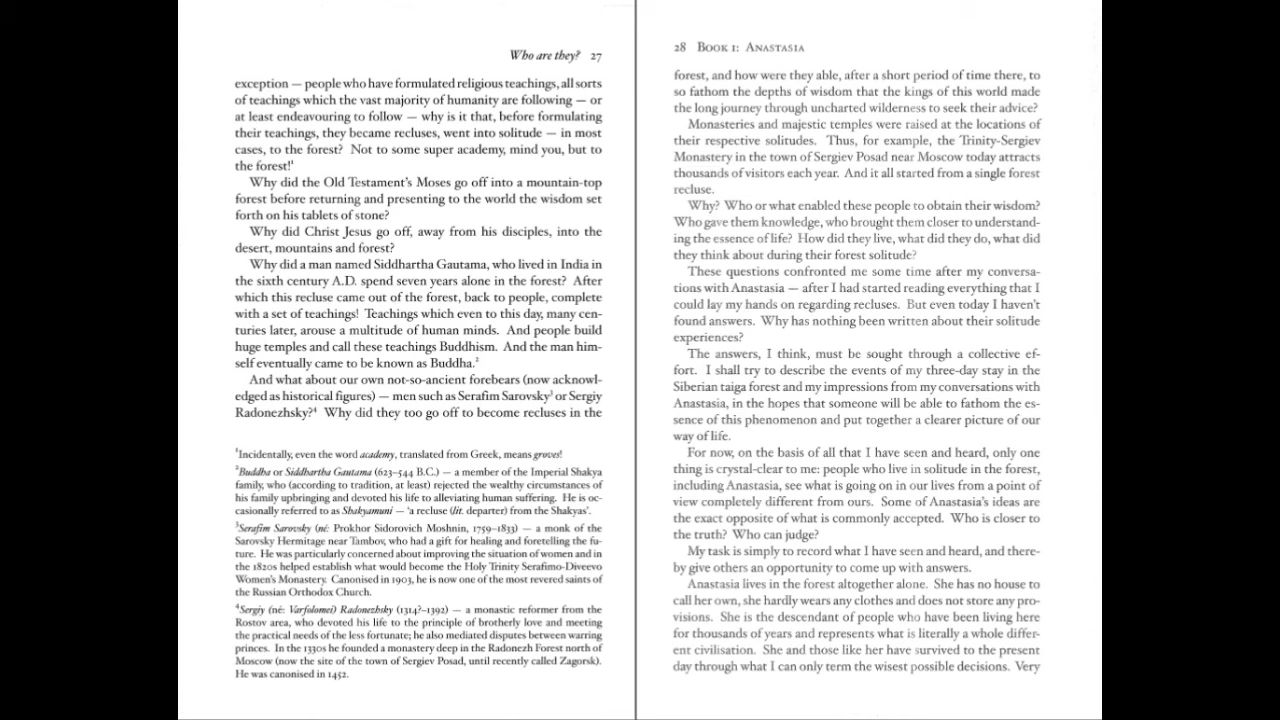 Who are they? 27
exception — people who have formulated religious teachings, all sorts
of teachings which the vast majority of humanity are following — or
at least endeavouring to follow — why is it that, before formulating
their teachings, they became recluses, went into solitude — in most
cases, to the forest? Not to some super academy, mind you, but to
the forest!¹
Why did the Old Testament's Moses go off into a mountain-top
forest before returning and presenting to the world the wisdom set
forth on his tablets of stone?
Why did Christ Jesus go off, away from his disciples, into the
desert, mountains and forest?
Why did a man named Siddhartha Gautama, who lived in India in
the sixth century A.D. spend seven years alone in the forest? After
which this recluse came out of the forest, back to people, complete
with a set of teachings! Teachings which even to this day, many cen-
turies later, arouse a multitude of human minds. And people build
huge temples and call these teachings Buddhism. And the man him-
self eventually came to be known as Buddha.²
And what about our own not-so-ancient forebears (now acknowl-
edged as historical figures) — men such as Serafim Sarovsky³ or Sergiy
Radonezhsky?⁴ Why did they too go off to become recluses in the
¹Incidentally, even the word academy, translated from Greek, means groves!
²Buddha or Siddhartha Gautama (623–544 B.C.) — a member of the Imperial Shakya
family, who (according to tradition, at least) rejected the wealthy circumstances of
his family upbringing and devoted his life to alleviating human suffering. He is oc-
casionally referred to as Shakyamuni — 'a recluse (lit. departer) from the Shakyas'.
³Serafim Sarovsky (né: Prokhor Sidorovich Moshnin, 1759–1833) — a monk of the
Sarovsky Hermitage near Tambov, who had a gift for healing and foretelling the fu-
ture. He was particularly concerned about improving the situation of women and in
the 1820s helped establish what would become the Holy Trinity Serafimo-Diveevo
Women's Monastery. Canonised in 1903, he is now one of the most revered saints of
the Russian Orthodox Church.
⁴Sergiy (né: Varfolomei) Radonezhsky (1314?–1392) — a monastic reformer from the
Rostov area, who devoted his life to the principle of brotherly love and meeting
the practical needs of the less fortunate; he also mediated disputes between warring
princes. In the 1330s he founded a monastery deep in the Radonezh Forest north of
Moscow (now the site of the town of Sergiev Posad, until recently called Zagorsk).
He was canonised in 1452.
28 BOOK 1: ANASTASIA
forest, and how were they able, after a short period of time there, to
so fathom the depths of wisdom that the kings of this world made
the long journey through uncharted wilderness to seek their advice?
Monasteries and majestic temples were raised at the locations of
their respective solitudes. Thus, for example, the Trinity-Sergiev
Monastery in the town of Sergiev Posad near Moscow today attracts
thousands of visitors each year. And it all started from a single forest
recluse.
Why? Who or what enabled these people to obtain their wisdom?
Who gave them knowledge, who brought them closer to understand-
ing the essence of life? How did they live, what did they do, what did
they think about during their forest solitude?
These questions confronted me some time after my conversa-
tions with Anastasia — after I had started reading everything that I
could lay my hands on regarding recluses. But even today I haven't
found answers. Why has nothing been written about their solitude
experiences?
The answers, I think, must be sought through a collective ef-
fort. I shall try to describe the events of my three-day stay in the
Siberian taiga forest and my impressions from my conversations with
Anastasia, in the hopes that someone will be able to fathom the es-
sence of this phenomenon and put together a clearer picture of our
way of life.
For now, on the basis of all that I have seen and heard, only one
thing is crystal-clear to me: people who live in solitude in the forest,
including Anastasia, see what is going on in our lives from a point of
view completely different from ours. Some of Anastasia's ideas are
the exact opposite of what is commonly accepted. Who is closer to
the truth? Who can judge?
My task is simply to record what I have seen and heard, and there-
by give others an opportunity to come up with answers.
Anastasia lives in the forest altogether alone. She has no house to
call her own, she hardly wears any clothes and does not store any pro-
visions. She is the descendant of people who have been living here
for thousands of years and represents what is literally a whole differ-
ent civilisation. She and those like her have survived to the present
day through what I can only term the wisest possible decisions. Very